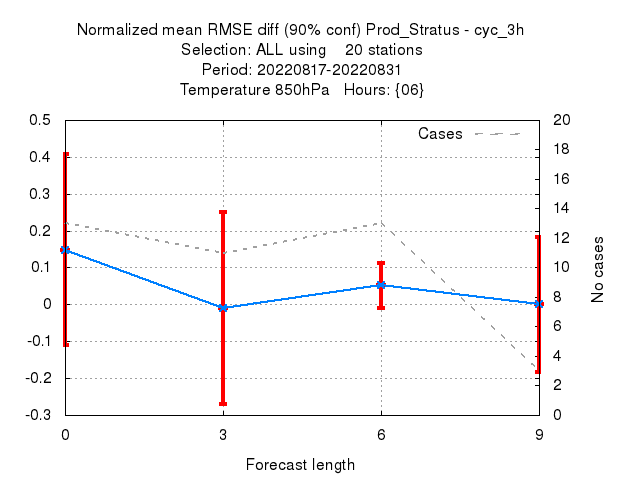 Normalized mean RMSE diff (90% conf) Prod_Stratus - cyc_3h
Selection: ALL using    20 stations
Period: 20220817-20220831
Temperature 850hPa   Hours: {06}
0.5
0.4
0.3
0.2
0.1
0
-0.1
-0.2
-0.3
Cases
20
18
16
14
12
10
8
6
4
2
0
No cases
0 3 6 9
Forecast length